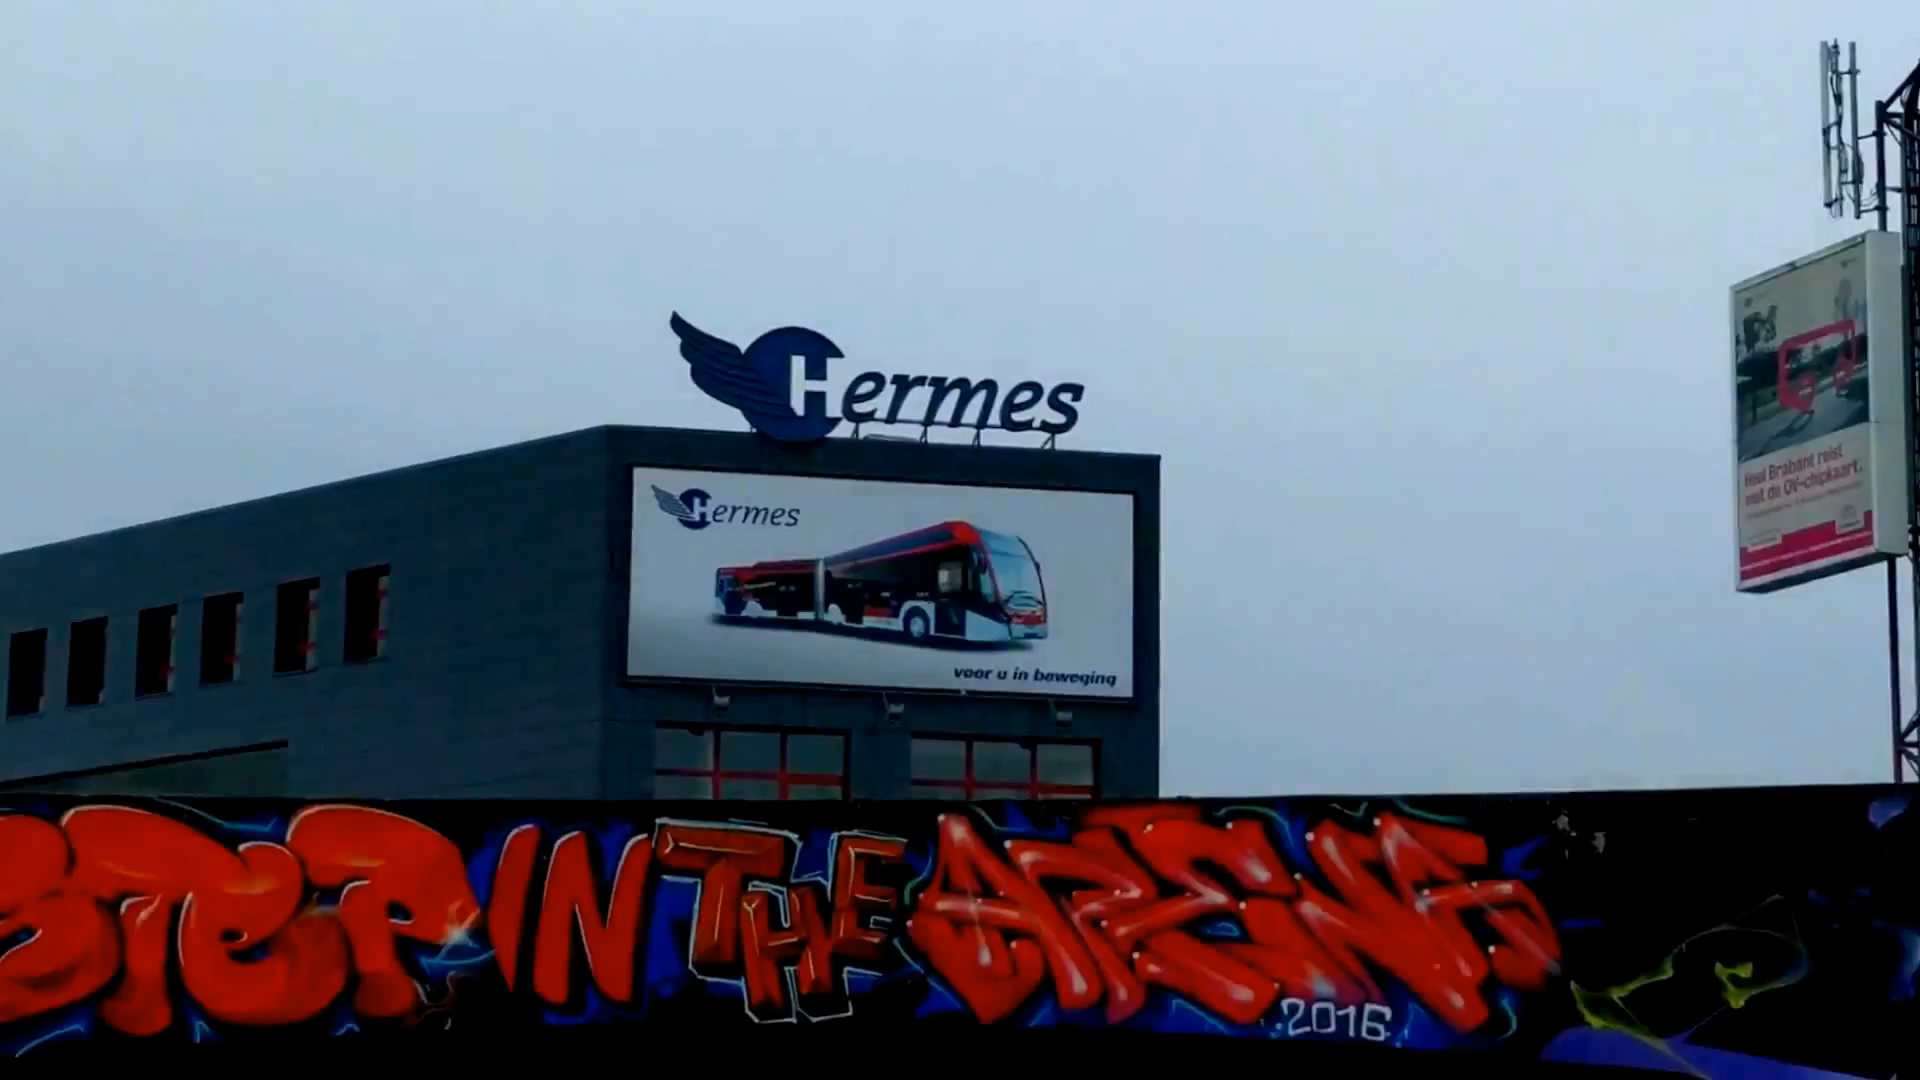 Hermes
Hermes
voor u in beweging
Heel Brabant reist
met de OV-chipkaart.
STEP IN THE ARENA
2016